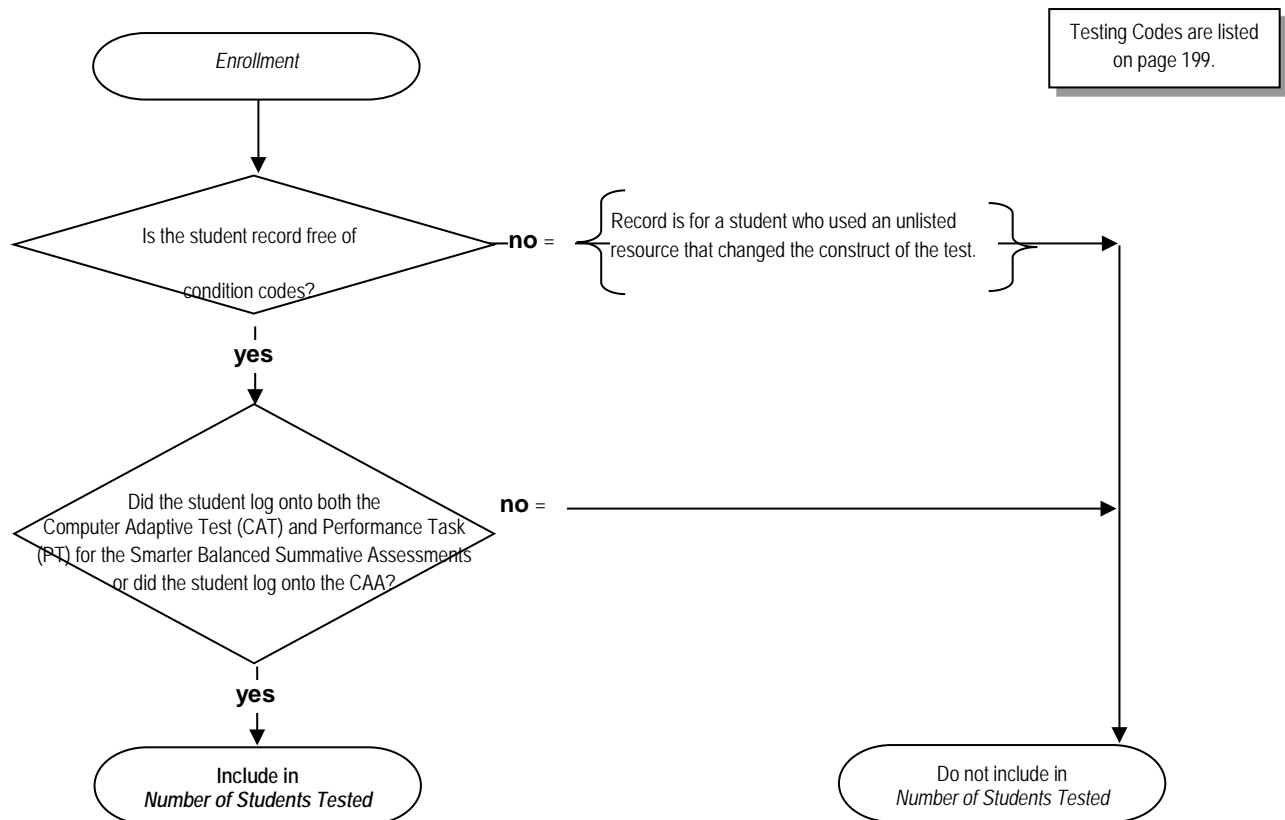 Enrollment
Testing Codes are listed
on page 199.
Is the student record free of
condition codes?
no =
Record is for a student who used an unlisted
resource that changed the construct of the test.
yes
Did the student log onto both the
Computer Adaptive Test (CAT) and Performance Task
(PT) for the Smarter Balanced Summative Assessments
or did the student log onto the CAA?
no =
yes
Include in
Number of Students Tested
Do not include in
Number of Students Tested